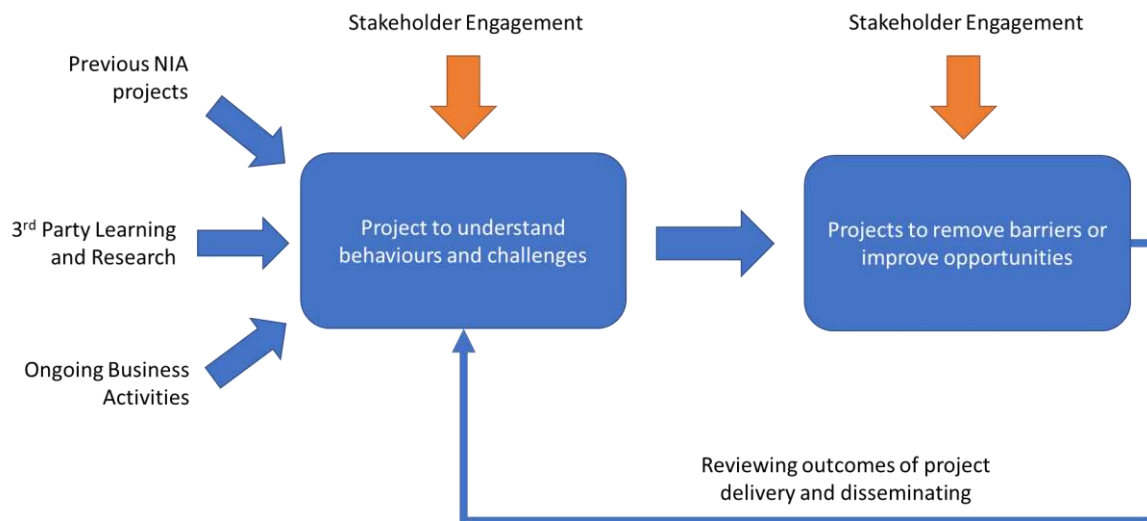 Stakeholder Engagement
Stakeholder Engagement
Previous NIA
projects
3rd Party Learning
and Research
Ongoing Business
Activities
Project to understand
behaviours and challenges
Projects to remove barriers or
improve opportunities
Reviewing outcomes of project
delivery and disseminating